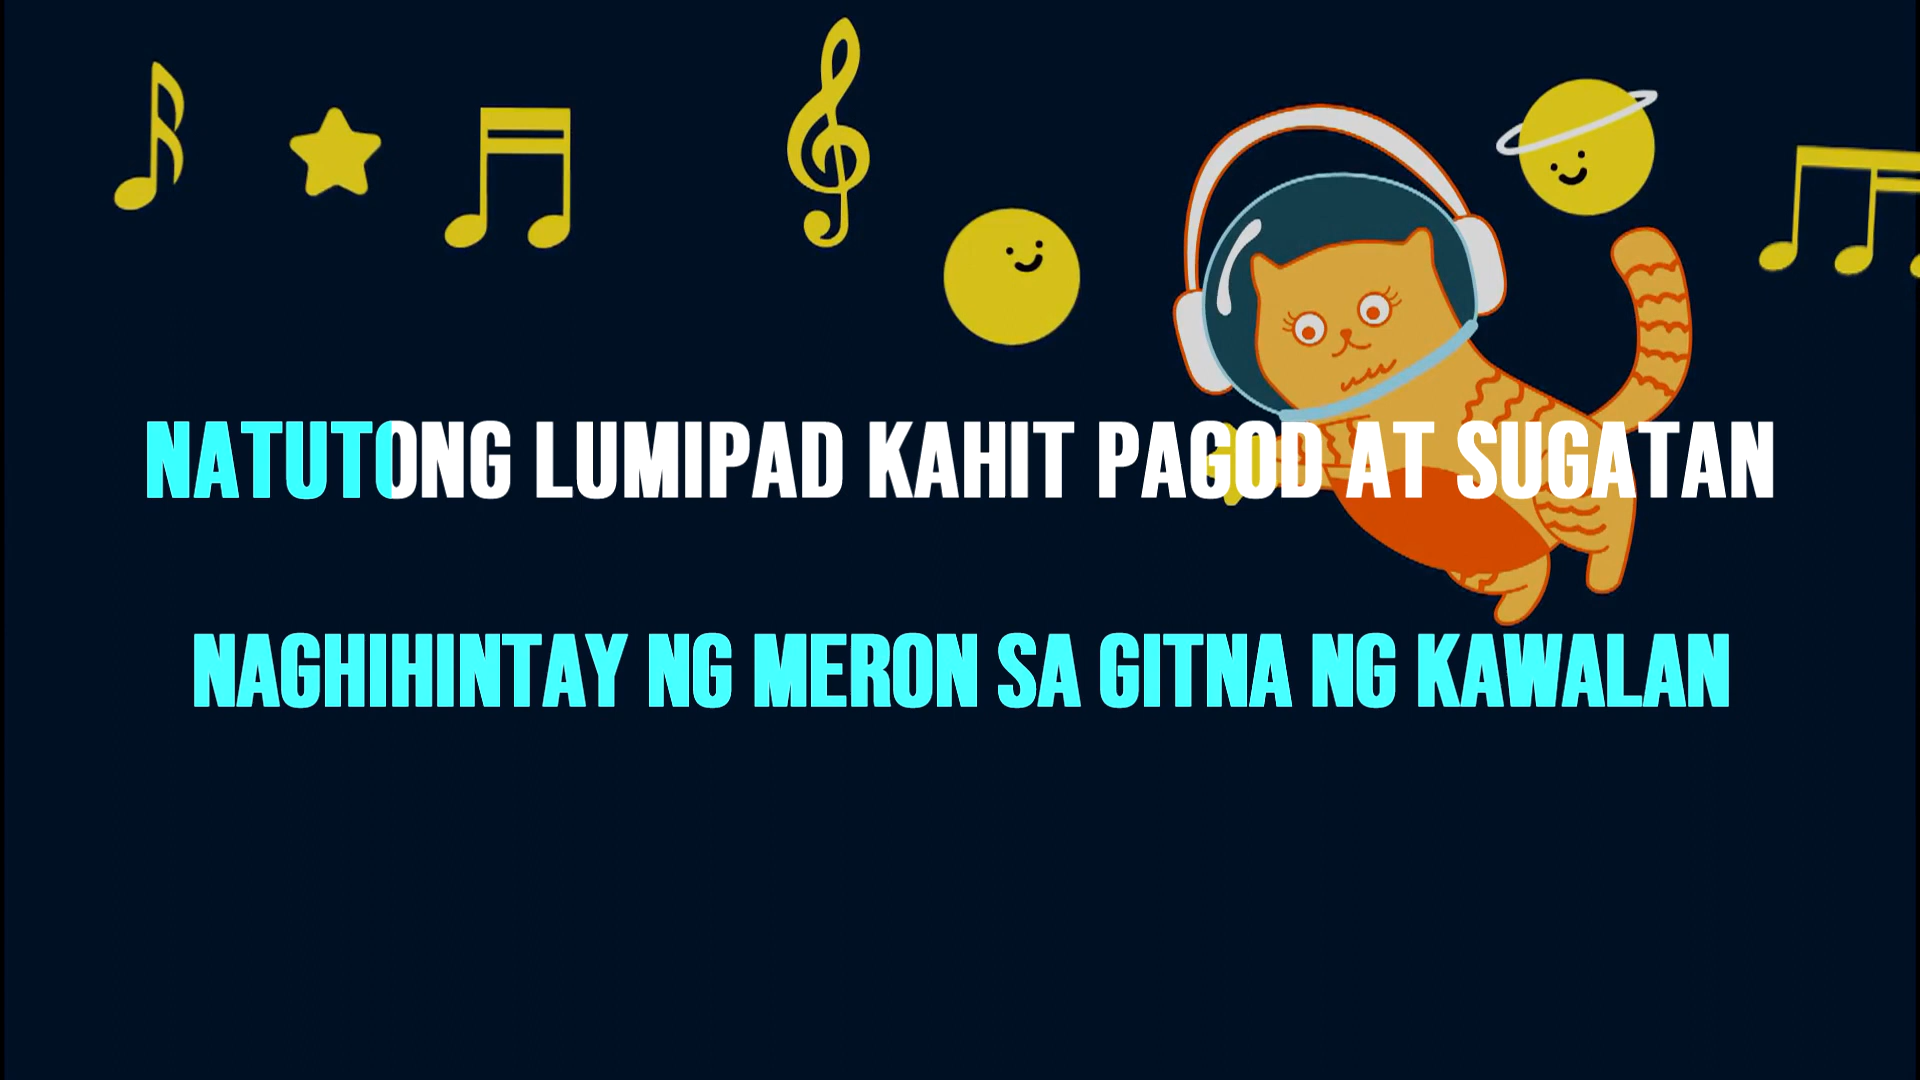 NATUTONG LUMIPAD KAHIT PAGOD AT SUGATAN
NAGHIHINTAY NG MERON SA GITNA NG KAWALAN